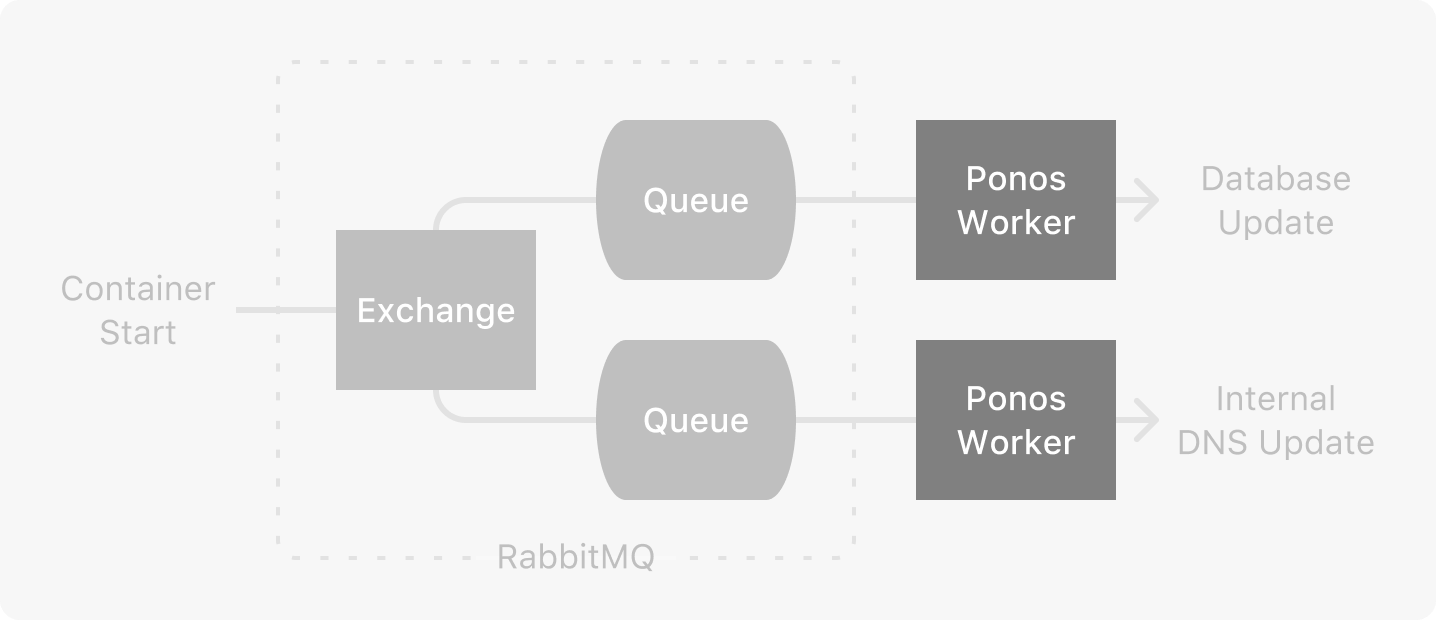 Container
Start
Exchange
Queue
Ponos
Worker
Database
Update
Queue
Ponos
Worker
Internal
DNS Update
RabbitMQ